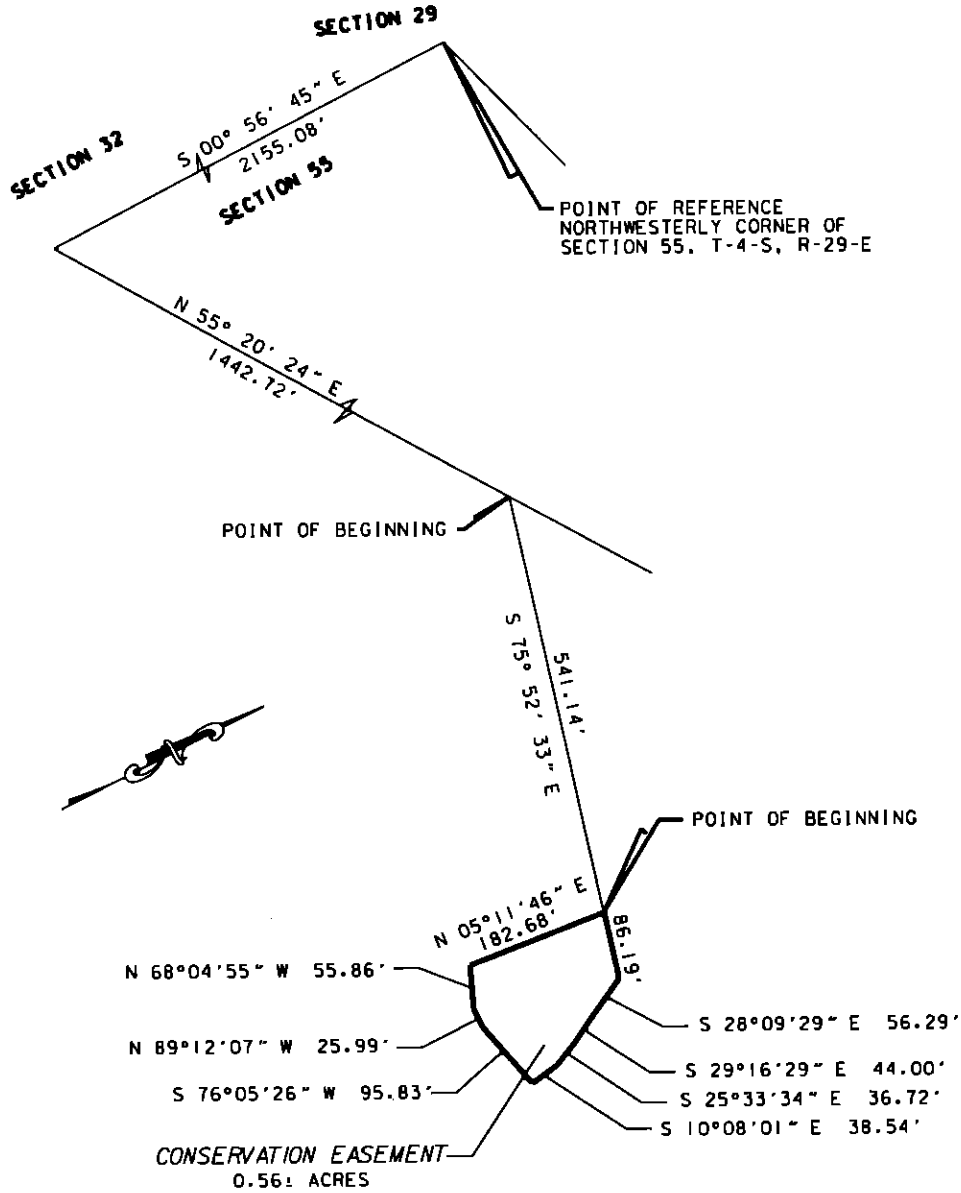 SECTION 29
SECTION 32
S 00° 56' 45" E
2155.08'
SECTION 55
POINT OF REFERENCE
NORTHWESTERLY CORNER OF
SECTION 55, T-4-S, R-29-E
N 55° 20' 24" E
1442.72'
POINT OF BEGINNING
S 75° 52' 33" E
541.14'
POINT OF BEGINNING
N 05°11'46" E
182.68'
86.19'
N 68°04'55" W 55.86'
N 89°12'07" W 25.99'
S 76°05'26" W 95.83'
S 28°09'29" E 56.29'
S 29°16'29" E 44.00'
S 25°33'34" E 36.72'
S 10°08'01" E 38.54'
CONSERVATION EASEMENT
0.56± ACRES